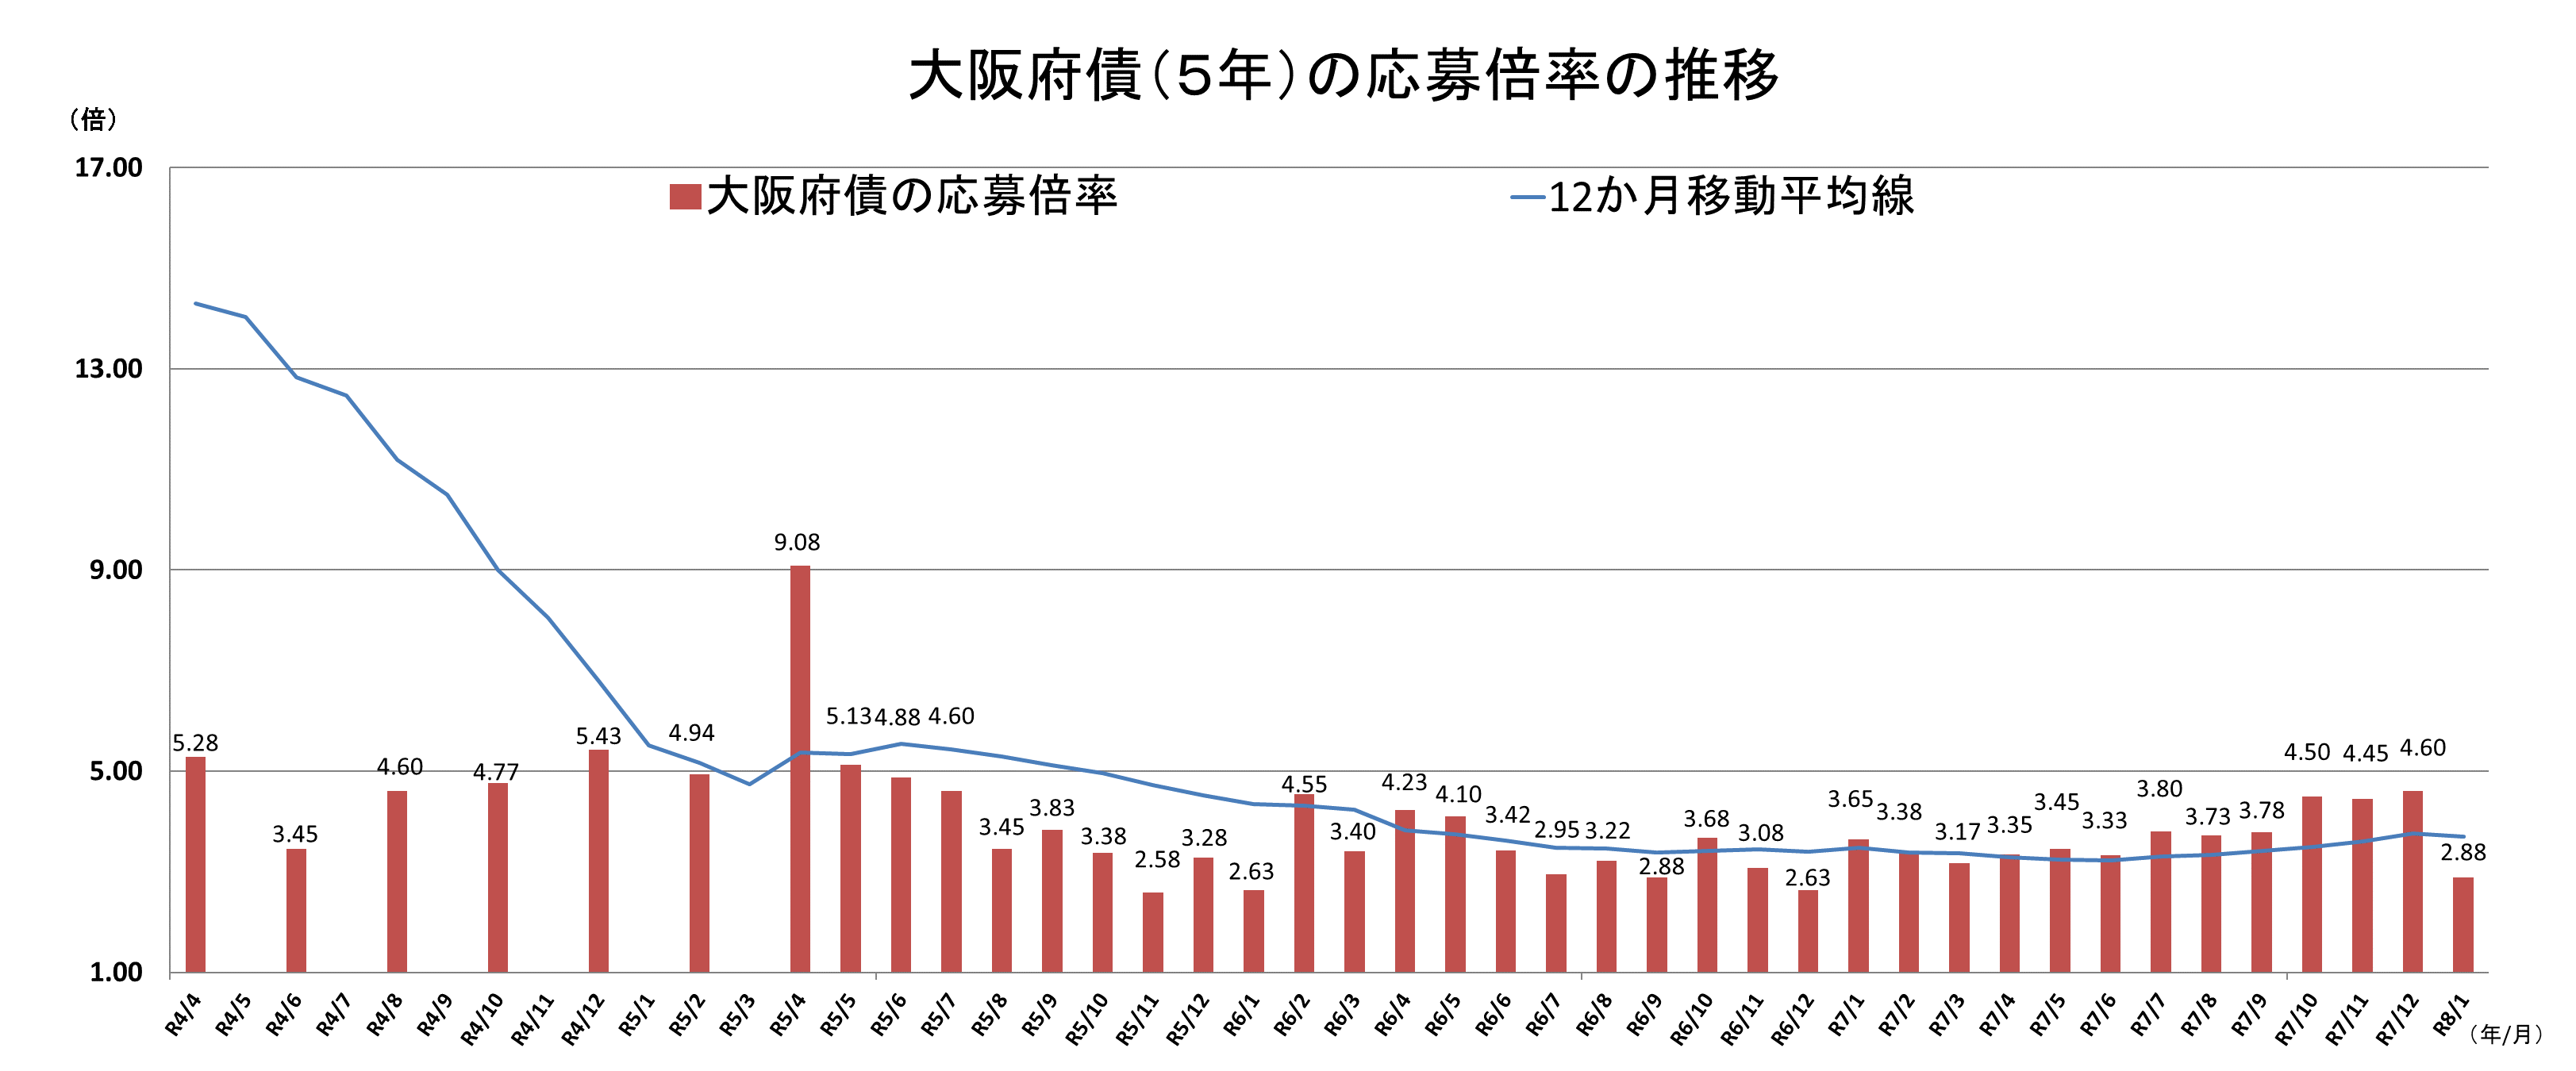 大阪府債（５年）の応募倍率の推移
（倍）
大阪府債の応募倍率 12か月移動平均線
17.00
13.00
9.00
5.00
1.00
5.28 3.45 4.60 4.77 5.43 4.94 9.08 5.13 4.88 4.60 3.45 3.83 3.38 2.58 3.28 2.63 4.55 3.40 4.23 4.10 3.42 2.95 3.22 2.88 3.68 3.08 2.63 3.65 3.38 3.17 3.35 3.45 3.33 3.80 3.73 3.78 4.50 4.45 4.60 2.88
R4/4 R4/5 R4/6 R4/7 R4/8 R4/9 R4/10 R4/11 R4/12 R5/1 R5/2 R5/3 R5/4 R5/5 R5/6 R5/7 R5/8 R5/9 R5/10 R5/11 R5/12 R6/1 R6/2 R6/3 R6/4 R6/5 R6/6 R6/7 R6/8 R6/9 R6/10 R6/11 R6/12 R7/1 R7/2 R7/3 R7/4 R7/5 R7/6 R7/7 R7/8 R7/9 R7/10 R7/11 R7/12 R8/1
（年/月）